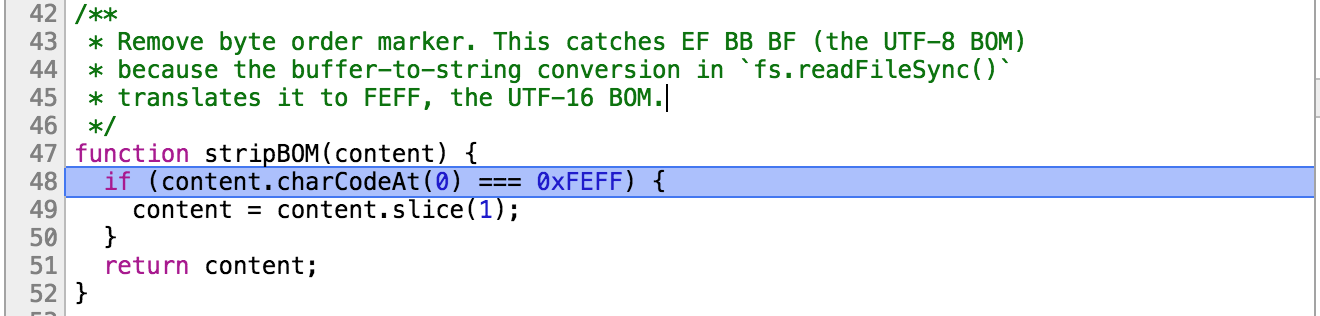 42 /**
43  * Remove byte order marker. This catches EF BB BF (the UTF-8 BOM)
44  * because the buffer-to-string conversion in `fs.readFileSync()`
45  * translates it to FEFF, the UTF-16 BOM.
46  */
47 function stripBOM(content) {
48   if (content.charCodeAt(0) === 0xFEFF) {
49     content = content.slice(1);
50   }
51   return content;
52 }